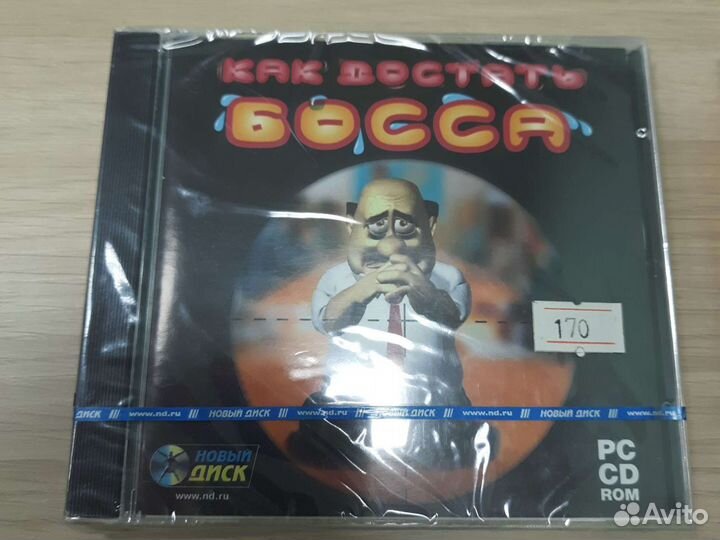 КАК ДОСТАТЬ
БОССА
170
ДИСК /// www.nd.ru /// НОВЫЙ ДИСК /// www.nd.ru /// НОВЫЙ ДИСК /// www.nd.ru /// НОВЫЙ ДИСК /// www.nd.ru
НОВЫЙ
ДИСК
www.nd.ru
PC
CD
ROM
Avito